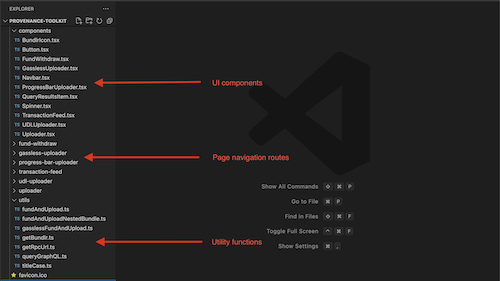 EXPLORER
PROVENANCE-TOOLKIT
components
TS BundlrIcon.tsx
TS Button.tsx
TS FundWithdraw.tsx
TS GasslessUploader.tsx
TS Navbar.tsx
TS ProgressBarUploader.tsx
TS QueryResultsItem.tsx
TS Spinner.tsx
TS TransactionFeed.tsx
TS UDLUploader.tsx
TS Uploader.tsx
fund-withdraw
gassless-uploader
progress-bar-uploader
transaction-feed
udl-uploader
uploader
utils
TS fundAndUpload.ts
TS fundAndUploadNestedBundle.ts
TS gasslessFundAndUpload.ts
TS getBundlr.ts
TS getRpcUrl.ts
TS queryGraphQL.ts
TS titleCase.ts
favicon.ico
UI components
Page navigation routes
Utility functions
Show All Commands ⇧ ⌘ P
Go to File ⌘ P
Find in Files ⇧ ⌘ F
Toggle Full Screen ^ ⌘ F
Show Settings ⌘ ,